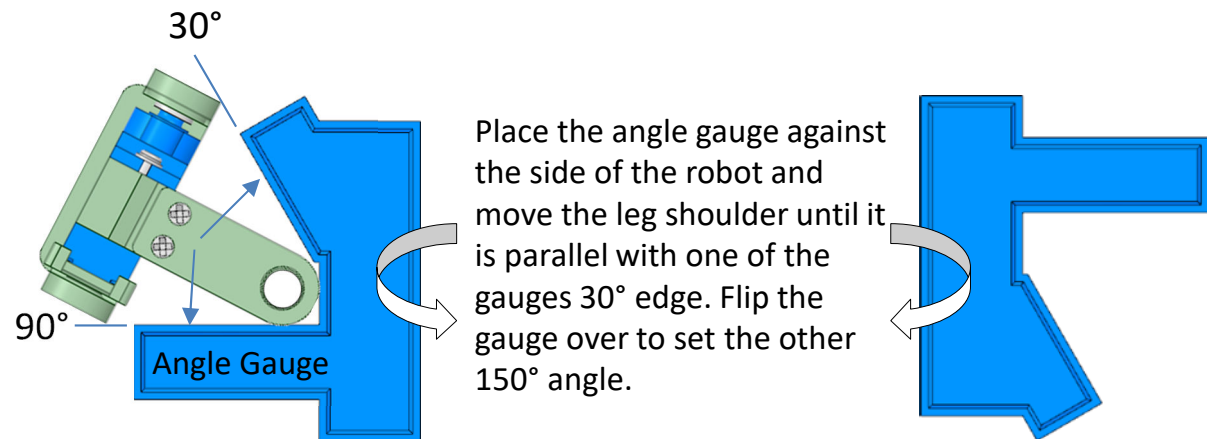 30°
90°
Angle Gauge
Place the angle gauge against
the side of the robot and
move the leg shoulder until it
is parallel with one of the
gauges 30° edge. Flip the
gauge over to set the other
150° angle.